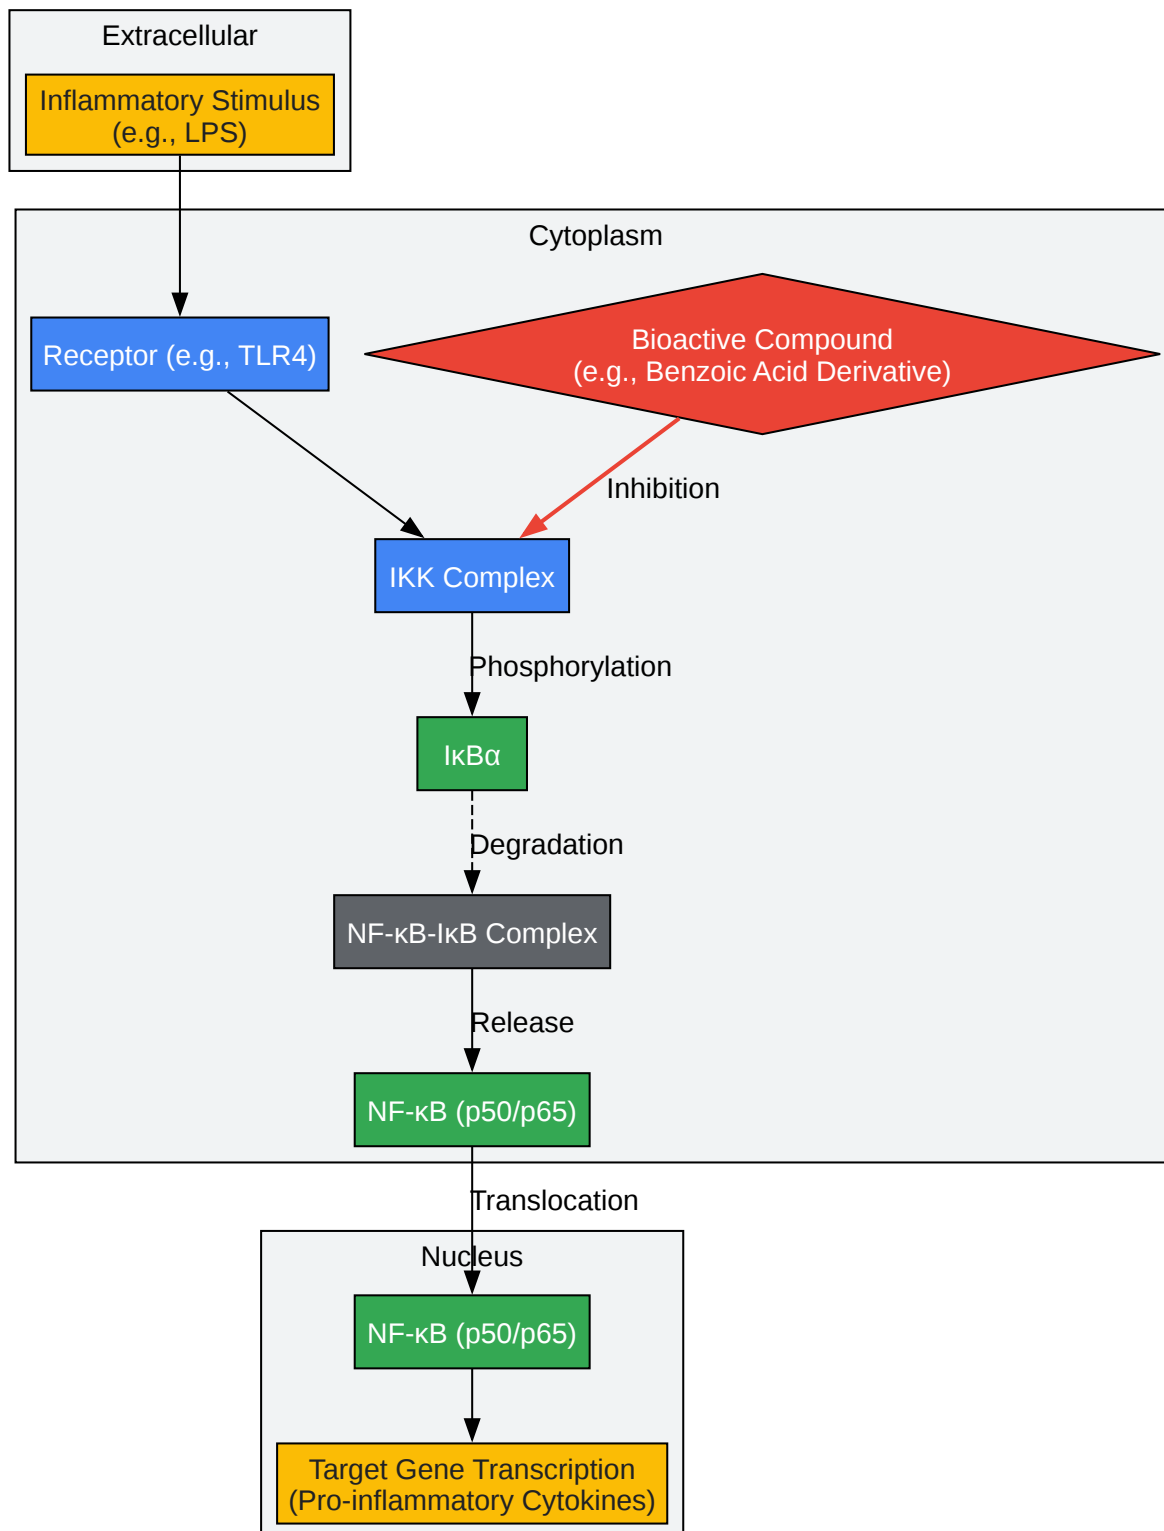 Extracellular
Inflammatory Stimulus
(e.g., LPS)
Cytoplasm
Receptor (e.g., TLR4)
Bioactive Compound
(e.g., Benzoic Acid Derivative)
Inhibition
IKK Complex
Phosphorylation
IκBα
Degradation
NF-κB-IκB Complex
Release
NF-κB (p50/p65)
Translocation
Nucleus
NF-κB (p50/p65)
Target Gene Transcription
(Pro-inflammatory Cytokines)